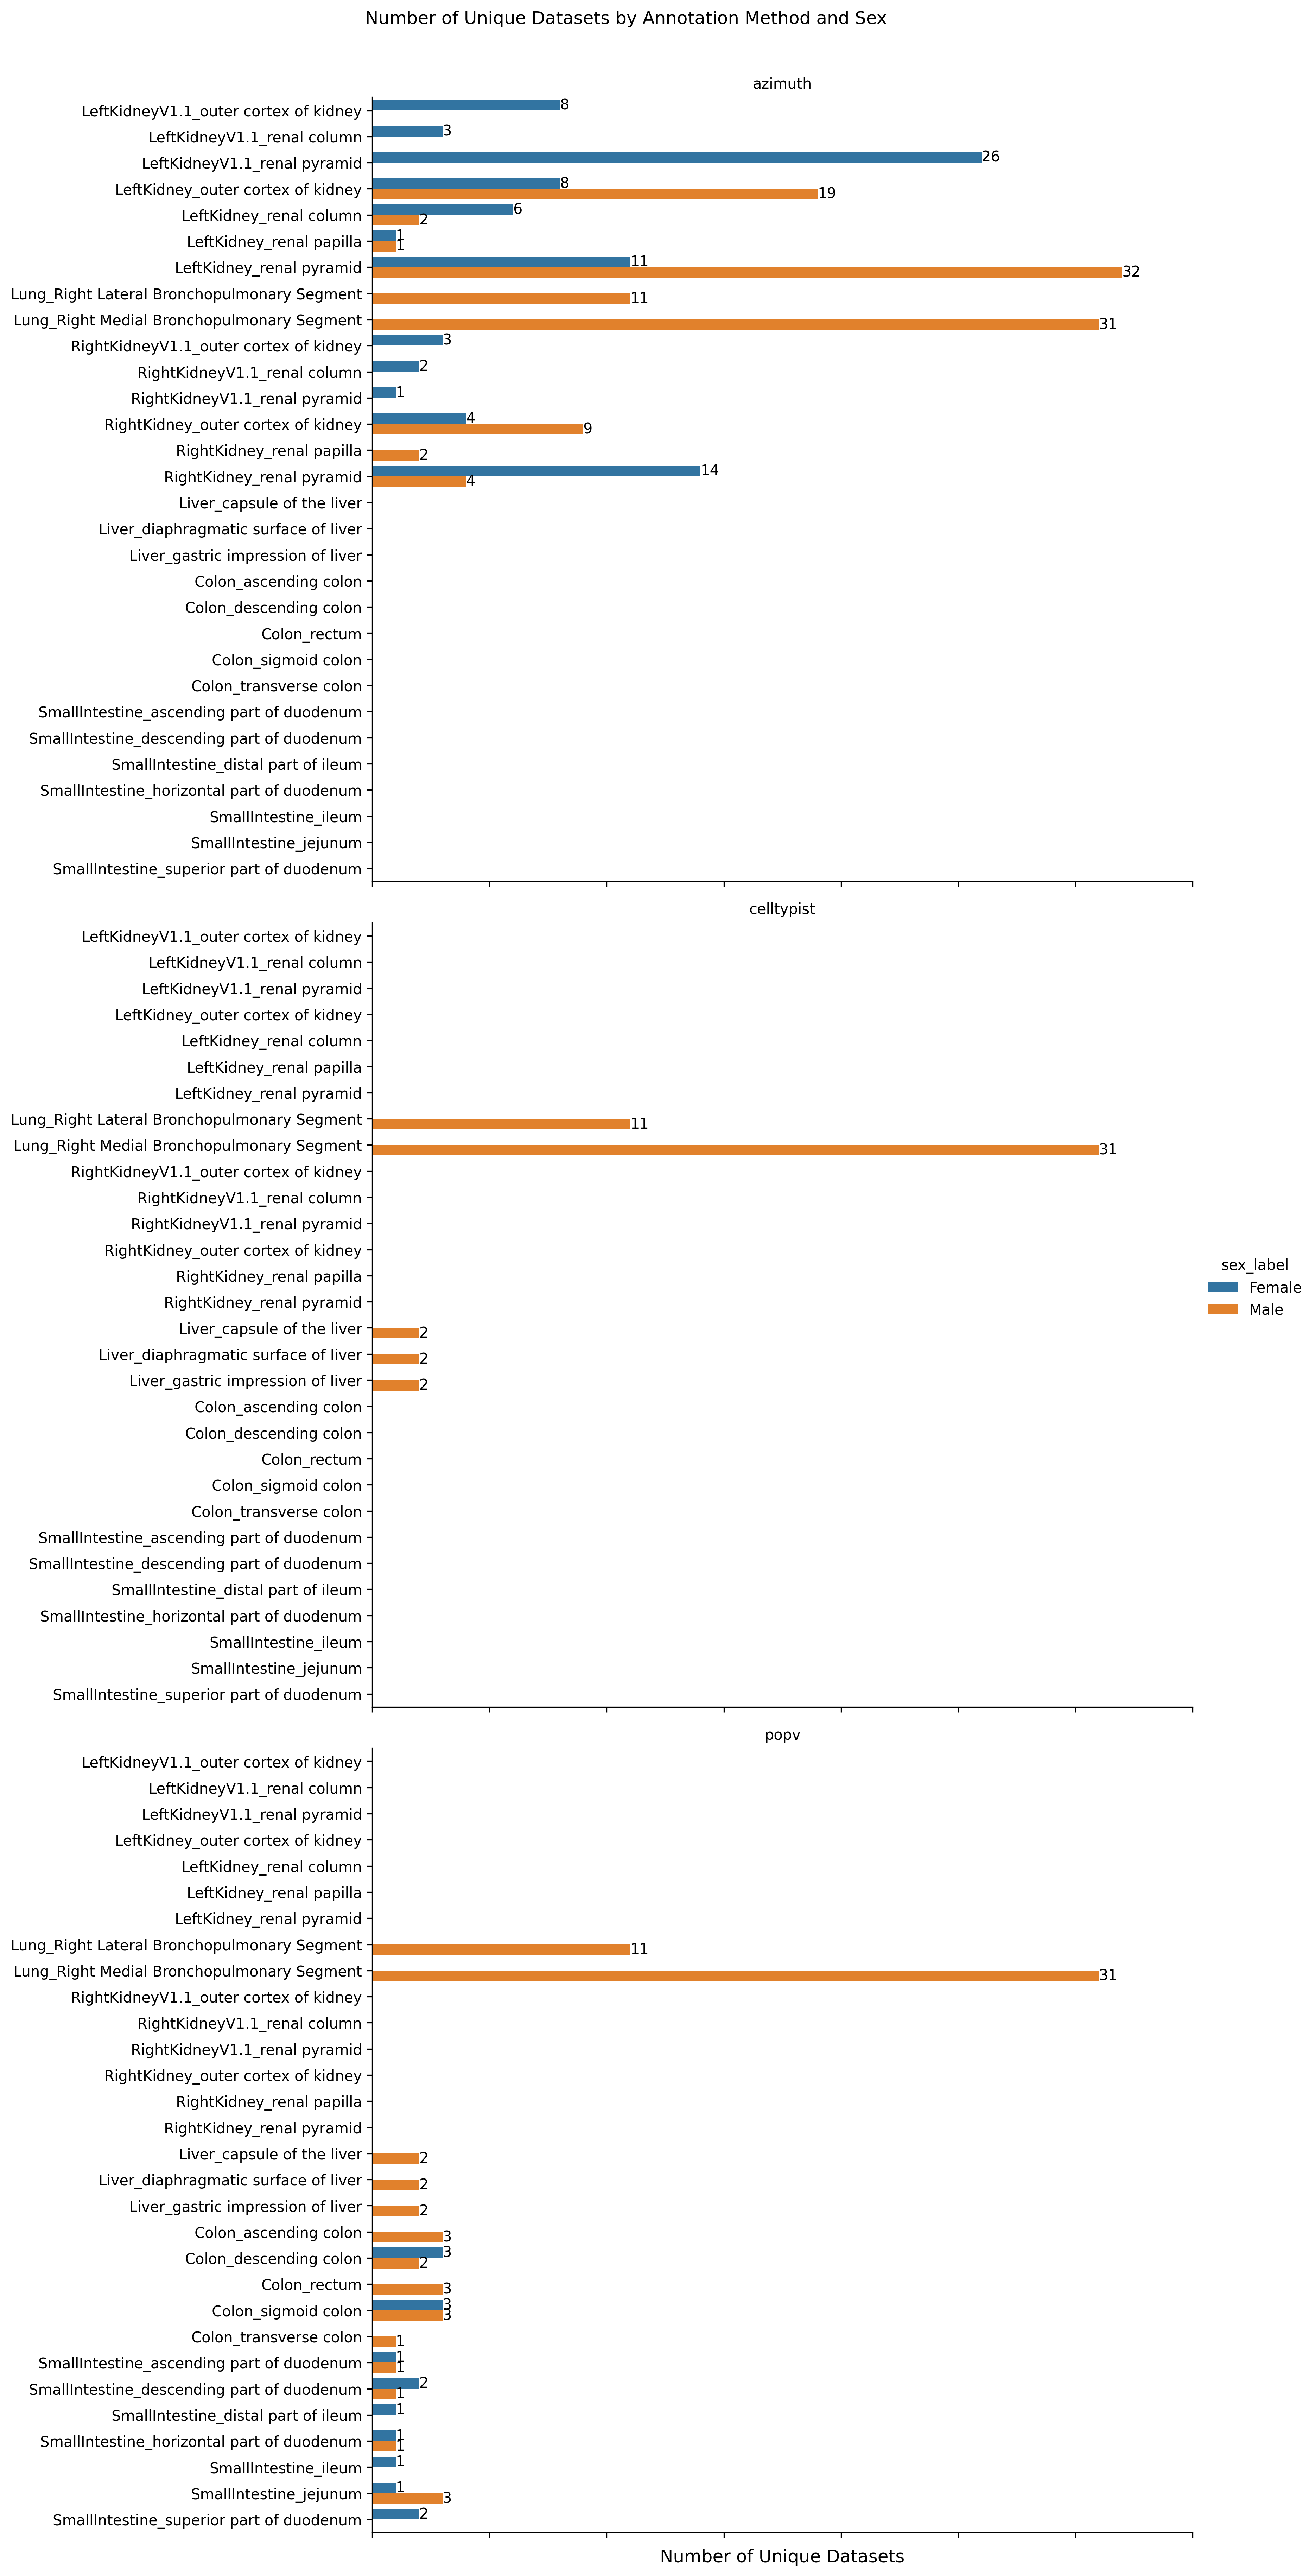 Number of Unique Datasets by Annotation Method and Sex
azimuth
LeftKidneyV1.1_outer cortex of kidney 8
LeftKidneyV1.1_renal column 3
LeftKidneyV1.1_renal pyramid 26
LeftKidney_outer cortex of kidney 8
19
LeftKidney_renal column 6
2
LeftKidney_renal papilla 1
1
LeftKidney_renal pyramid 11
32
Lung_Right Lateral Bronchopulmonary Segment 11
Lung_Right Medial Bronchopulmonary Segment 31
RightKidneyV1.1_outer cortex of kidney 3
RightKidneyV1.1_renal column 2
RightKidneyV1.1_renal pyramid 1
RightKidney_outer cortex of kidney 4
9
RightKidney_renal papilla 2
RightKidney_renal pyramid 14
4
Liver_capsule of the liver
Liver_diaphragmatic surface of liver
Liver_gastric impression of liver
Colon_ascending colon
Colon_descending colon
Colon_rectum
Colon_sigmoid colon
Colon_transverse colon
SmallIntestine_ascending part of duodenum
SmallIntestine_descending part of duodenum
SmallIntestine_distal part of ileum
SmallIntestine_horizontal part of duodenum
SmallIntestine_ileum
SmallIntestine_jejunum
SmallIntestine_superior part of duodenum
celltypist
LeftKidneyV1.1_outer cortex of kidney
LeftKidneyV1.1_renal column
LeftKidneyV1.1_renal pyramid
LeftKidney_outer cortex of kidney
LeftKidney_renal column
LeftKidney_renal papilla
LeftKidney_renal pyramid
Lung_Right Lateral Bronchopulmonary Segment 11
Lung_Right Medial Bronchopulmonary Segment 31
RightKidneyV1.1_outer cortex of kidney
RightKidneyV1.1_renal column
RightKidneyV1.1_renal pyramid
RightKidney_outer cortex of kidney
RightKidney_renal papilla
RightKidney_renal pyramid
Liver_capsule of the liver 2
Liver_diaphragmatic surface of liver 2
Liver_gastric impression of liver 2
Colon_ascending colon
Colon_descending colon
Colon_rectum
Colon_sigmoid colon
Colon_transverse colon
SmallIntestine_ascending part of duodenum
SmallIntestine_descending part of duodenum
SmallIntestine_distal part of ileum
SmallIntestine_horizontal part of duodenum
SmallIntestine_ileum
SmallIntestine_jejunum
SmallIntestine_superior part of duodenum
sex_label
Female
Male
popv
LeftKidneyV1.1_outer cortex of kidney
LeftKidneyV1.1_renal column
LeftKidneyV1.1_renal pyramid
LeftKidney_outer cortex of kidney
LeftKidney_renal column
LeftKidney_renal papilla
LeftKidney_renal pyramid
Lung_Right Lateral Bronchopulmonary Segment 11
Lung_Right Medial Bronchopulmonary Segment 31
RightKidneyV1.1_outer cortex of kidney
RightKidneyV1.1_renal column
RightKidneyV1.1_renal pyramid
RightKidney_outer cortex of kidney
RightKidney_renal papilla
RightKidney_renal pyramid
Liver_capsule of the liver 2
Liver_diaphragmatic surface of liver 2
Liver_gastric impression of liver 2
Colon_ascending colon 3
Colon_descending colon 3
2
Colon_rectum 3
Colon_sigmoid colon 3
3
Colon_transverse colon 1
SmallIntestine_ascending part of duodenum 1
1
SmallIntestine_descending part of duodenum 2
1
SmallIntestine_distal part of ileum 1
SmallIntestine_horizontal part of duodenum 1
1
SmallIntestine_ileum 1
SmallIntestine_jejunum 1
3
SmallIntestine_superior part of duodenum 2
Number of Unique Datasets